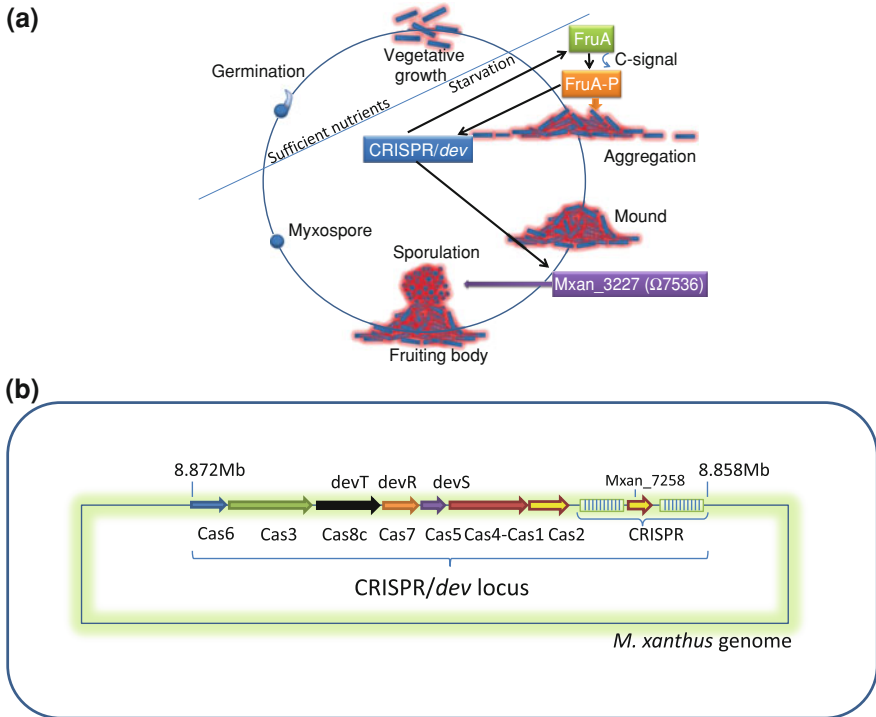 (a)
FruA
C-signal
FruA-P
Vegetative
growth
Germination
Starvation
Sufficient nutrients
CRISPR/dev
Aggregation
Mound
Myxospore
Sporulation
Mxan_3227 (Ω7536)
Fruiting body
(b)
8.872Mb
devT devR devS
Mxan_7258
8.858Mb
Cas6 Cas3 Cas8c Cas7 Cas5 Cas4-Cas1 Cas2 CRISPR
CRISPR/dev locus
M. xanthus genome